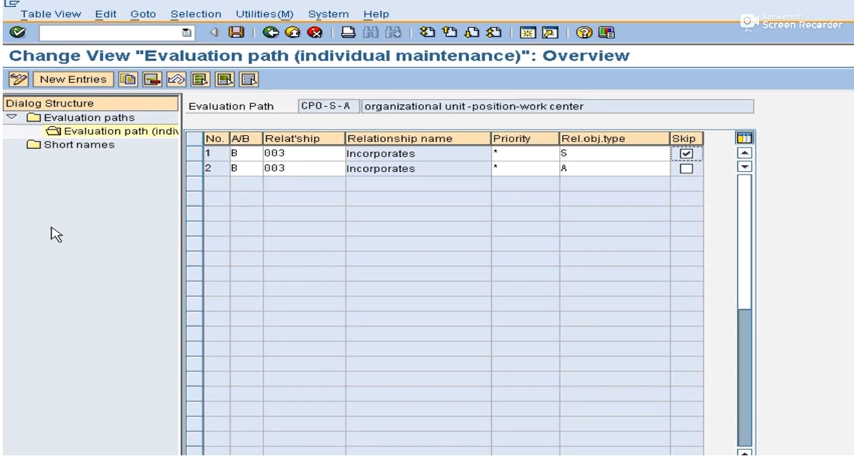 Table View Edit Goto Selection Utilities(M) System Help
Apowersoft
Screen Recorder
Change View "Evaluation path (individual maintenance)": Overview
New Entries
Dialog Structure
Evaluation paths
Evaluation path (indiv
Short names
Evaluation Path CPO-S-A organizational unit-position-work center
No. A/B Relat'ship Relationship name Priority Rel.obj.type Skip
1 B 003 Incorporates * S
2 B 003 Incorporates * A